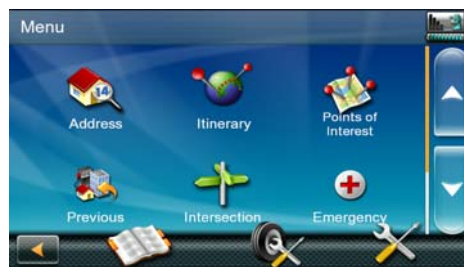 Menu
14
Address
Itinerary
Points of
Interest
Previous
Intersection
Emergency